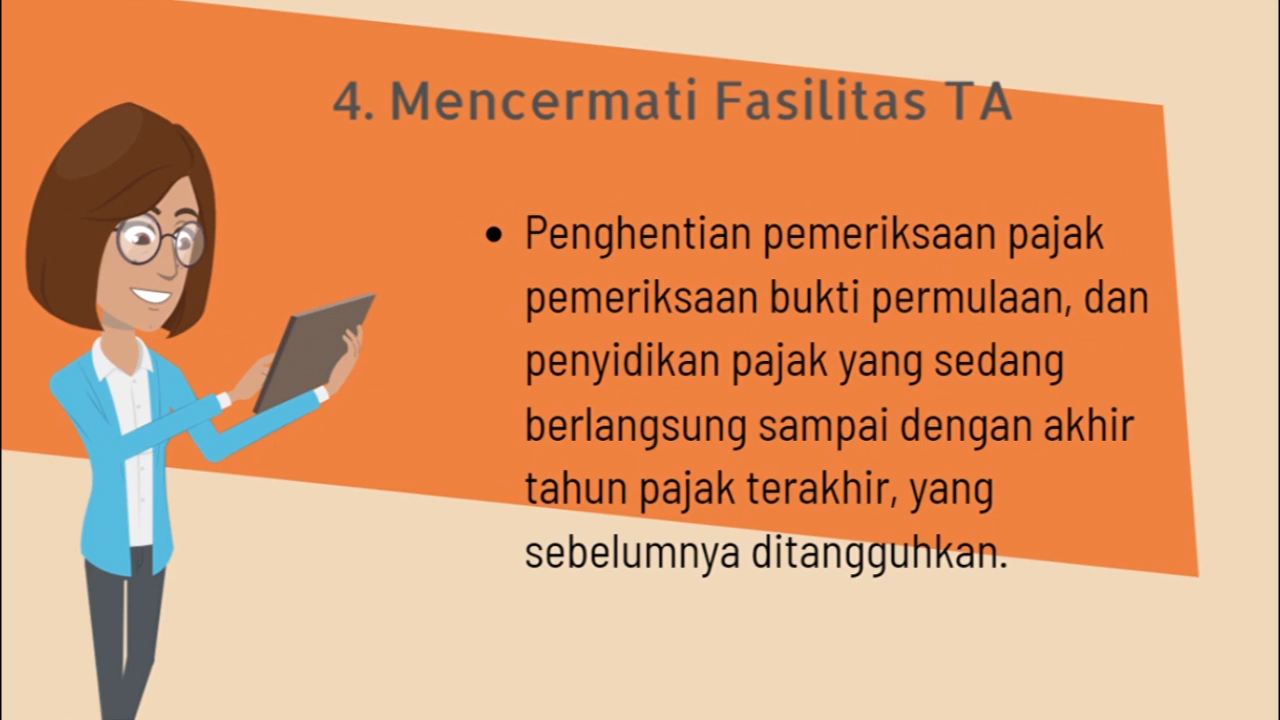 4. Mencermati Fasilitas TA
• Penghentian pemeriksaan pajak
pemeriksaan bukti permulaan, dan
penyidikan pajak yang sedang
berlangsung sampai dengan akhir
tahun pajak terakhir, yang
sebelumnya ditangguhkan.